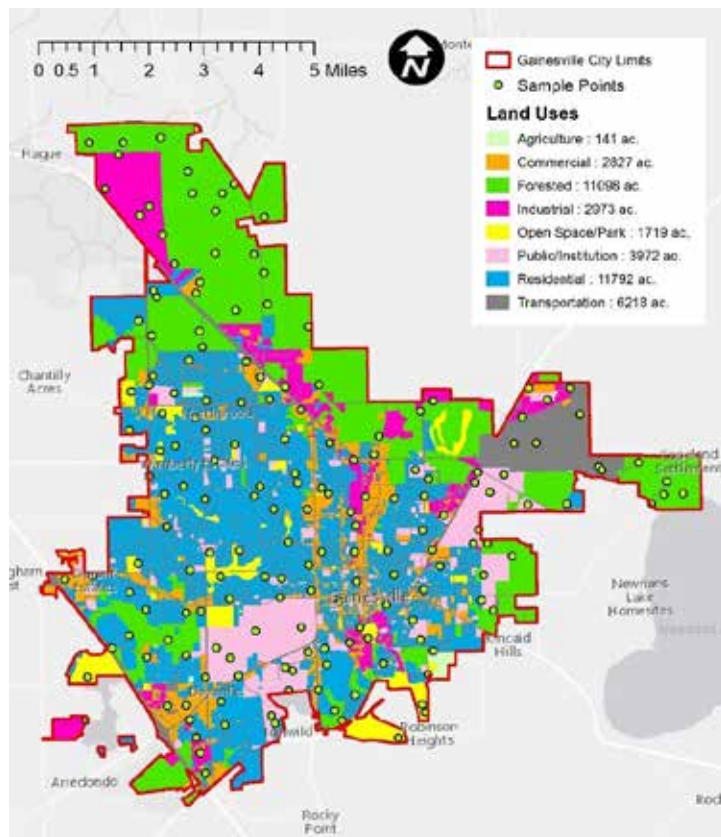 0 0.5 1 2 3 4 5 Miles
N
Gainesville City Limits
Sample Points
Land Uses
Agriculture : 141 ac.
Commercial : 2827 ac.
Forested : 11098 ac.
Industrial : 2973 ac.
Open Space/Park : 1719 ac.
Public/Institution : 3972 ac.
Residential : 11792 ac.
Transportation : 6218 ac.
Hague
Chantilly
Acres
Newnans
Lake
Homesites
Kincaid
Hills
Robinson
Heights
Arredondo
Rocky
Point